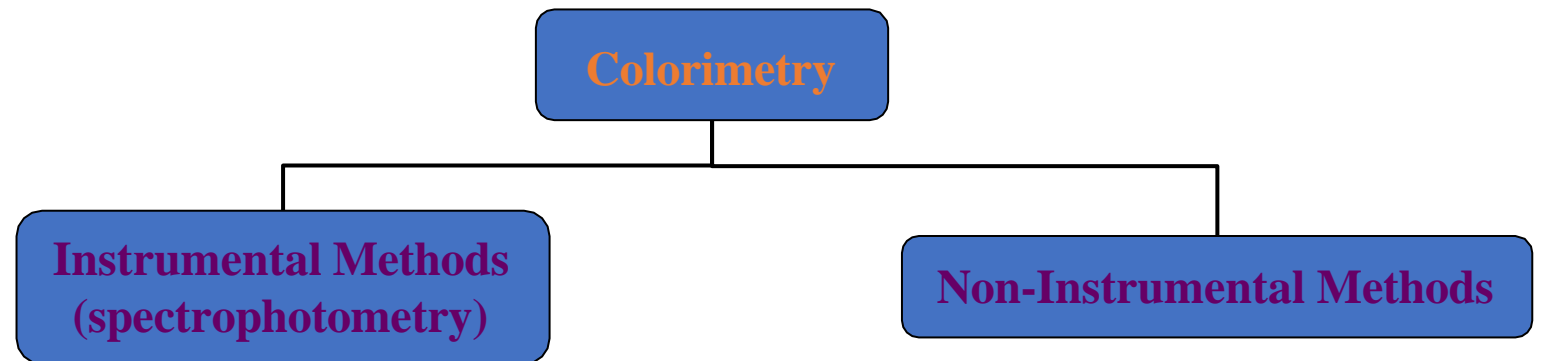 Colorimetry
Instrumental Methods
(spectrophotometry)
Non-Instrumental Methods